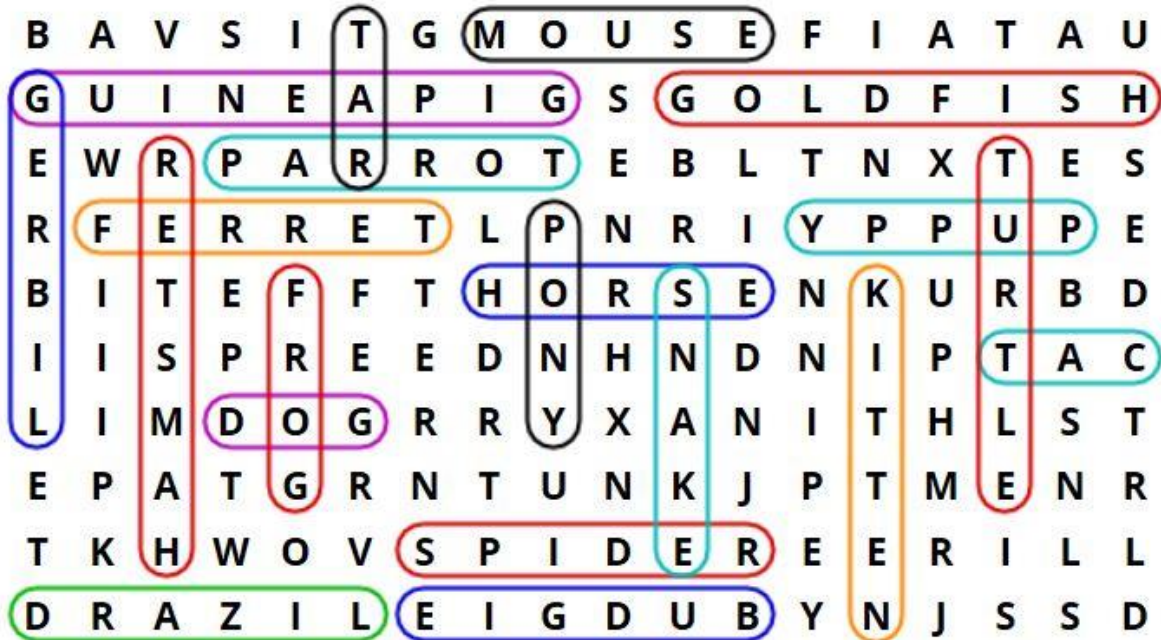 B A V S I T G M O U S E F I A T A U
G U I N E A P I G S G O L D F I S H
E W R P A R R O T E B L T N X T E S
R F E R R E T L P N R I Y P P U P E
B I T E F F T H O R S E N K U R B D
I I S P R E E D N H N D N I P T A C
L I M D O G R R Y X A N I T H L S T
E P A T G R N T U N K J P T M E N R
T K H W O V S P I D E R E E R I L L
D R A Z I L E I G D U B Y N J S S D